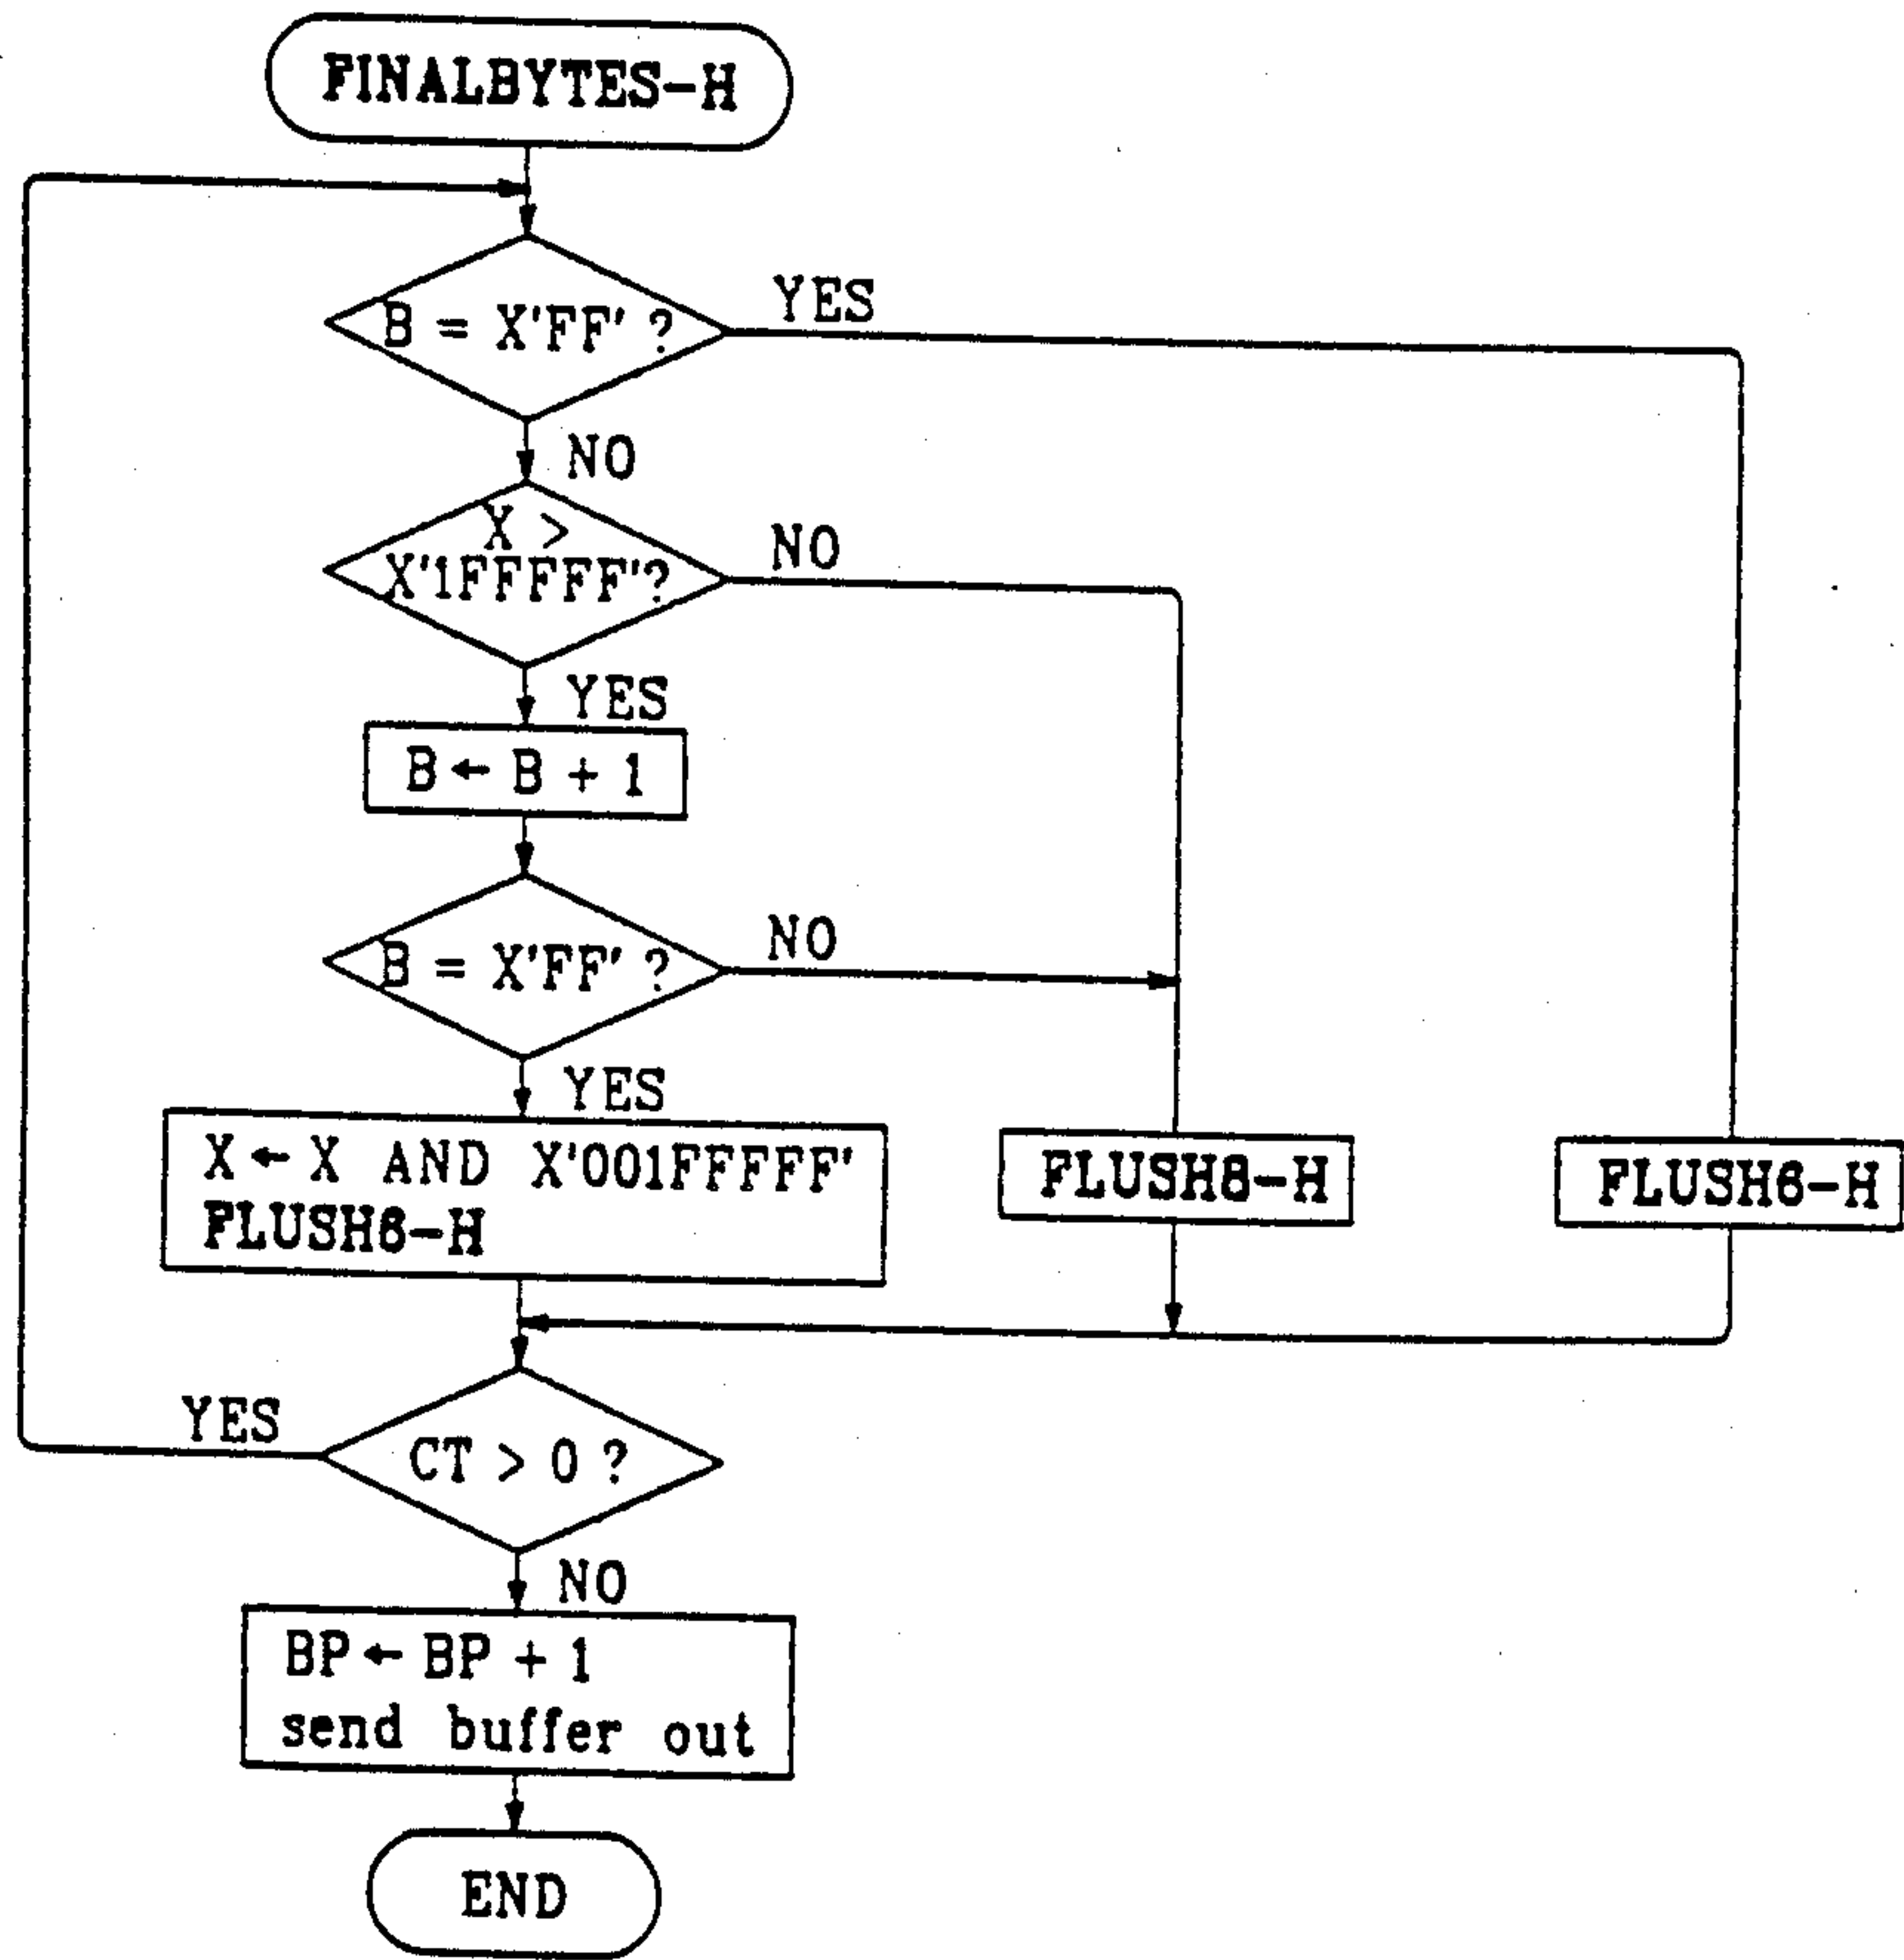 FINALBYTES-H
B = X'FF' ?
YES
NO
X >
X'1FFFFF'?
NO
YES
B ← B + 1
B = X'FF' ?
NO
YES
X ← X AND X'001FFFFF'
FLUSH6-H
FLUSH8-H
FLUSH6-H
YES
CT > 0 ?
NO
BP ← BP + 1
send buffer out
END